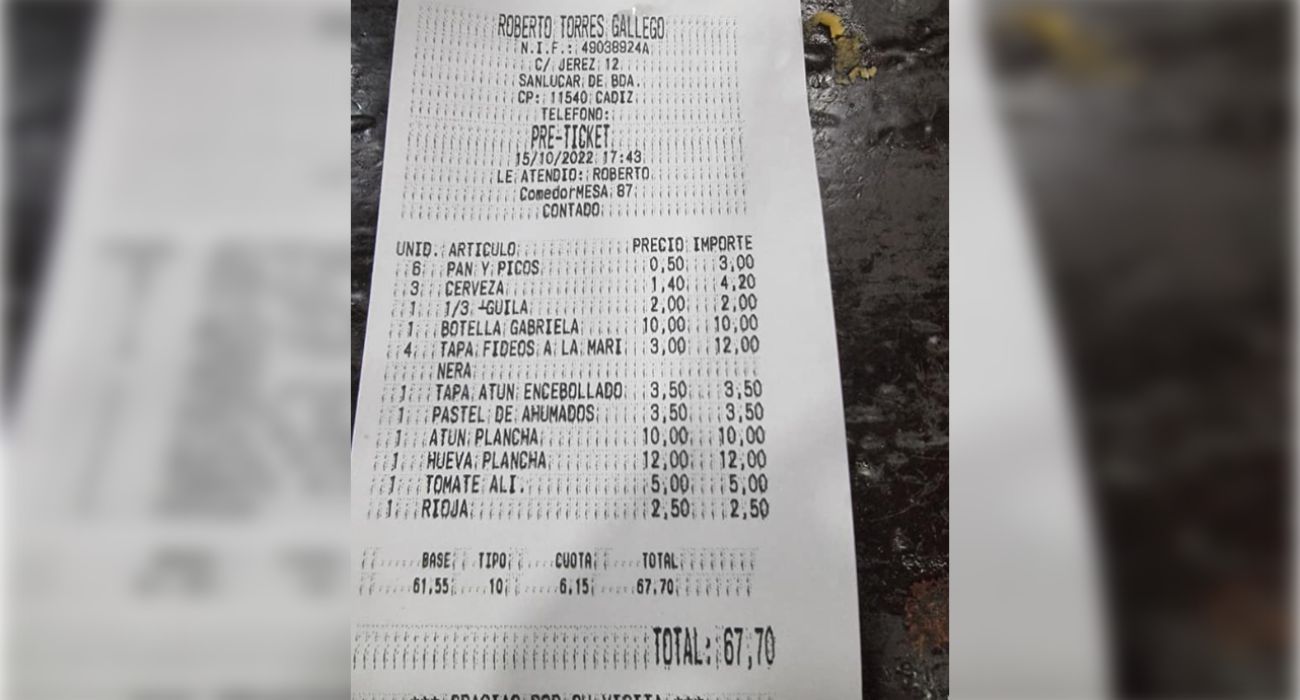 ROBERTO TORRES GALLEGO
N.I.F.: 49038924A
C/ JEREZ 12
SANLUCAR DE BDA.
CP: 11540 CADIZ
TELEFONO:
PRE-TICKET
15/10/2022 17:43
LE ATENDIO: ROBERTO
ComedorMESA 87
CONTADO
UNID. ARTICULO PRECIO IMPORTE
6 PAN Y PICOS 0,50 3,00
3 CERVEZA 1,40 4,20
1 1/3 -GUILA 2,00 2,00
1 BOTELLA GABRIELA 10,00 10,00
4 TAPA FIDEOS A LA MARI 3,00 12,00
NERA
1 TAPA ATUN ENCEBOLLADO 3,50 3,50
1 PASTEL DE AHUMADOS 3,50 3,50
1 ATUN PLANCHA 10,00 10,00
1 HUEVA PLANCHA 12,00 12,00
1 TOMATE ALI. 5,00 5,00
1 RIOJA 2,50 2,50
BASE TIPO CUOTA TOTAL
61,55 10 6,15 67,70
TOTAL: 67,70
*** GRACIAS POR SU VISITA ***